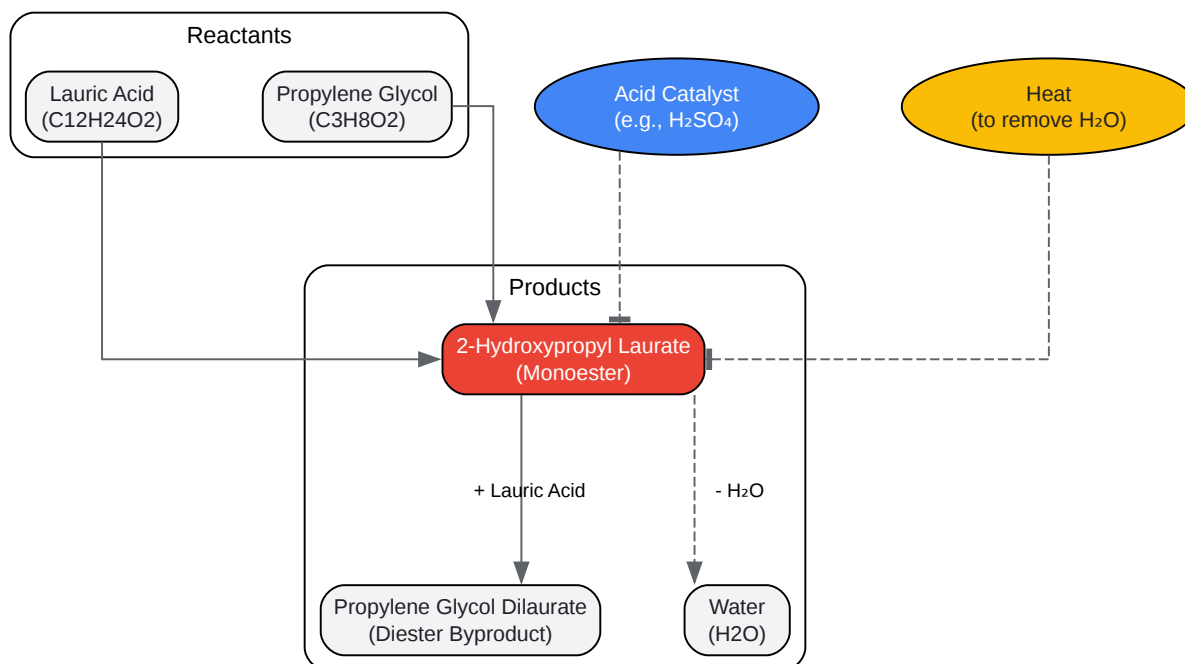 Reactants
Lauric Acid
(C12H24O2)
Propylene Glycol
(C3H8O2)
Acid Catalyst
(e.g., H₂SO₄)
Heat
(to remove H₂O)
Products
2-Hydroxypropyl Laurate
(Monoester)
+ Lauric Acid
- H₂O
Propylene Glycol Dilaurate
(Diester Byproduct)
Water
(H2O)